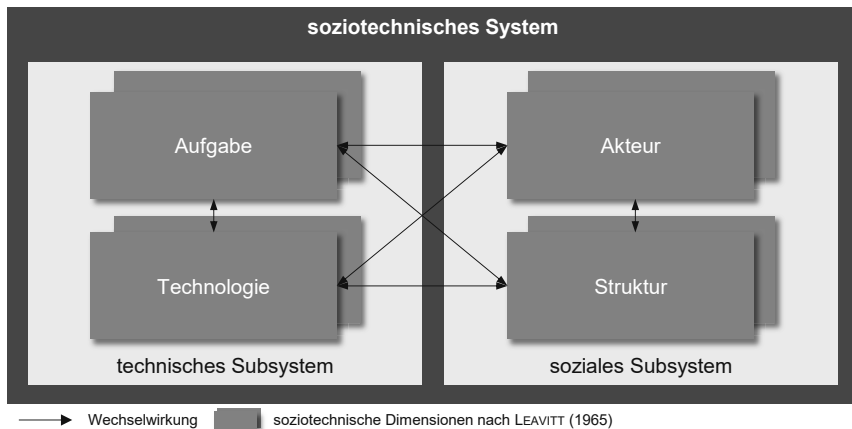 soziotechnisches System
Aufgabe
Akteur
Technologie
Struktur
technisches Subsystem
soziales Subsystem
Wechselwirkung
soziotechnische Dimensionen nach LEAVITT (1965)